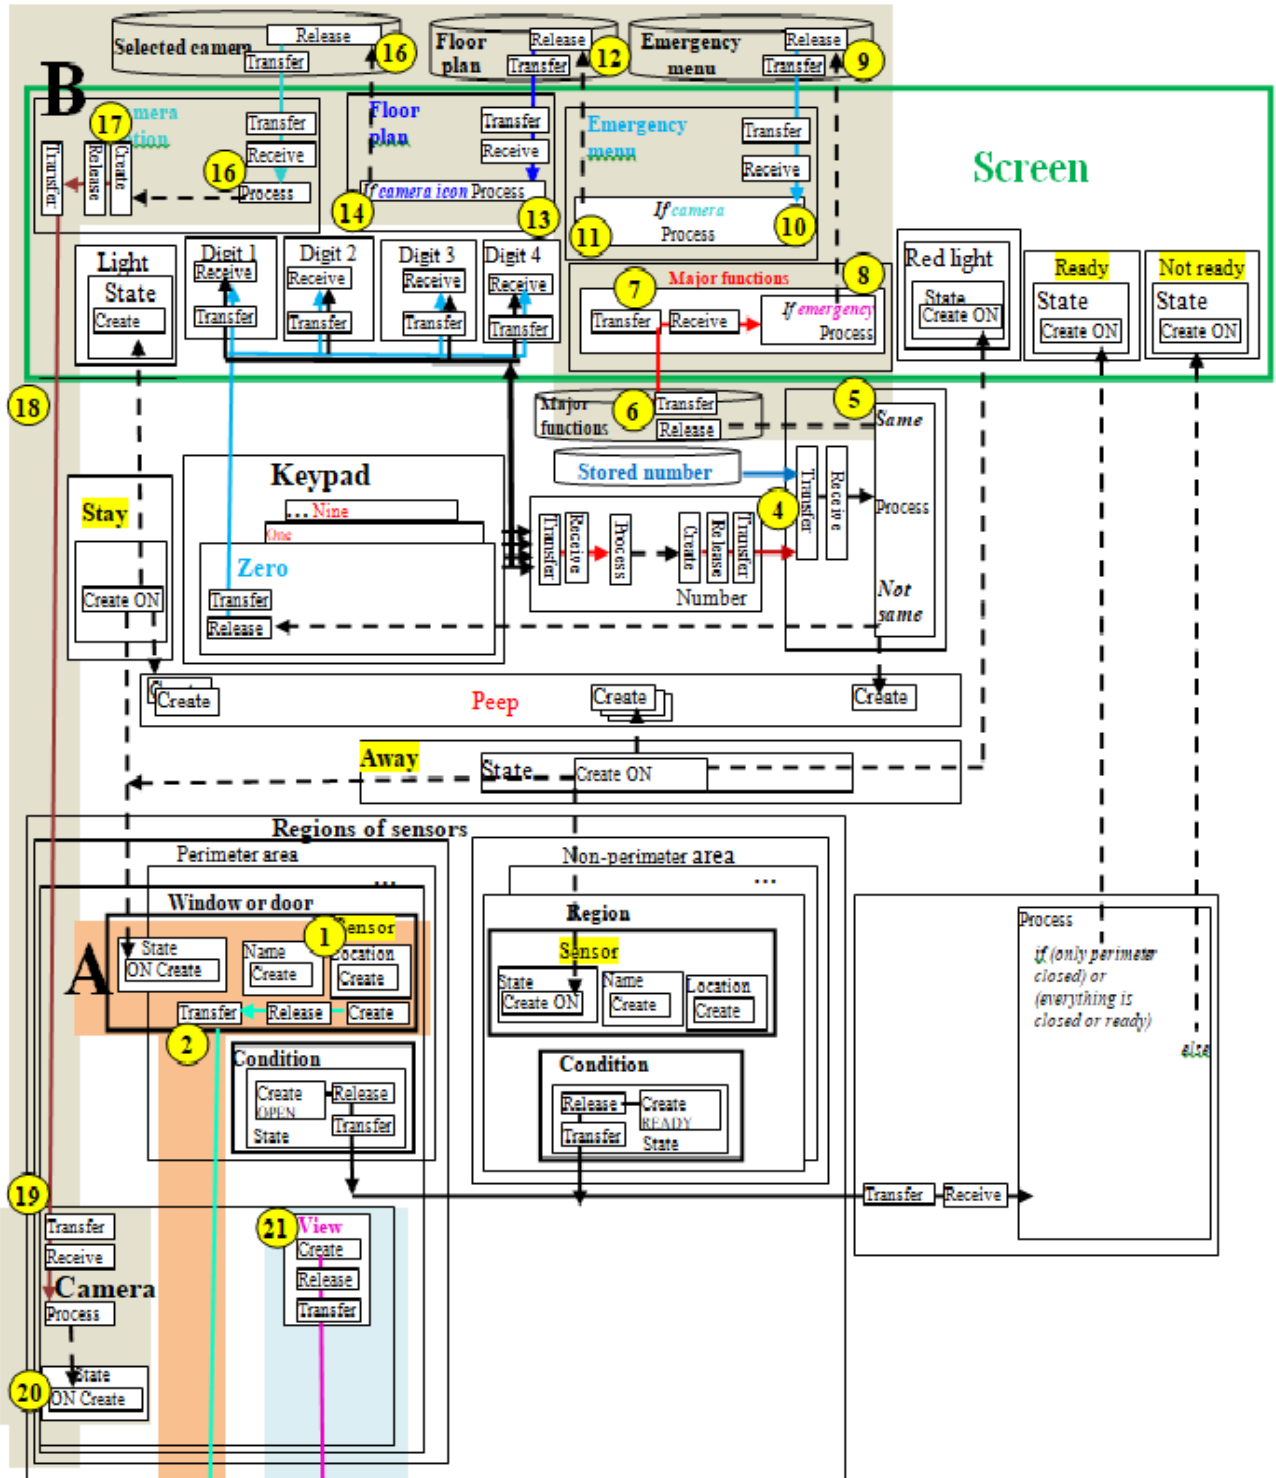 Release
Selected camera
Transfer
16
Floor
plan
Release
Transfer
12
Emergency
menu
Release
Transfer
9
B
17
mera
tion
Transfer
Release
Create
Transfer
Receive
16
Process
Floor
plan
Transfer
Receive
If camera icon Process
14
13
Emergency
menu
Transfer
Receive
If camera
Process
11
10
Screen
Light
State
Create
Digit 1
Receive
Transfer
Digit 2
Receive
Transfer
Digit 3
Receive
Transfer
Digit 4
Receive
Transfer
Major functions
7
8
Transfer
Receive
If emergency
Process
Red light
State
Create ON
Ready
State
Create ON
Not ready
State
Create ON
18
Major
functions
6
Transfer
Release
5
Same
Stored number
Transfer
Receive
Process
Not
same
4
Stay
Create ON
Keypad
... Nine
One
Zero
Transfer
Release
Transfer
Receive
Process
Create
Release
Transfer
Number
Create
Create
Peep
Create
Create
Away
State
Create ON
Regions of sensors
Perimeter area
...
Window or door
A
1
Sensor
State
ON Create
Name
Create
Location
Create
Transfer
Release
Create
2
Condition
Create
OPEN
Release
Transfer
State
Non-perimeter area
...
Region
Sensor
State
Create ON
Name
Create
Location
Create
Condition
Release
Create
READY
Transfer
State
Process
if (only perimeter
closed) or
(everything is
closed or ready)
else
Transfer
Receive
19
Transfer
Receive
Camera
Process
State
ON Create
20
21
View
Create
Release
Transfer